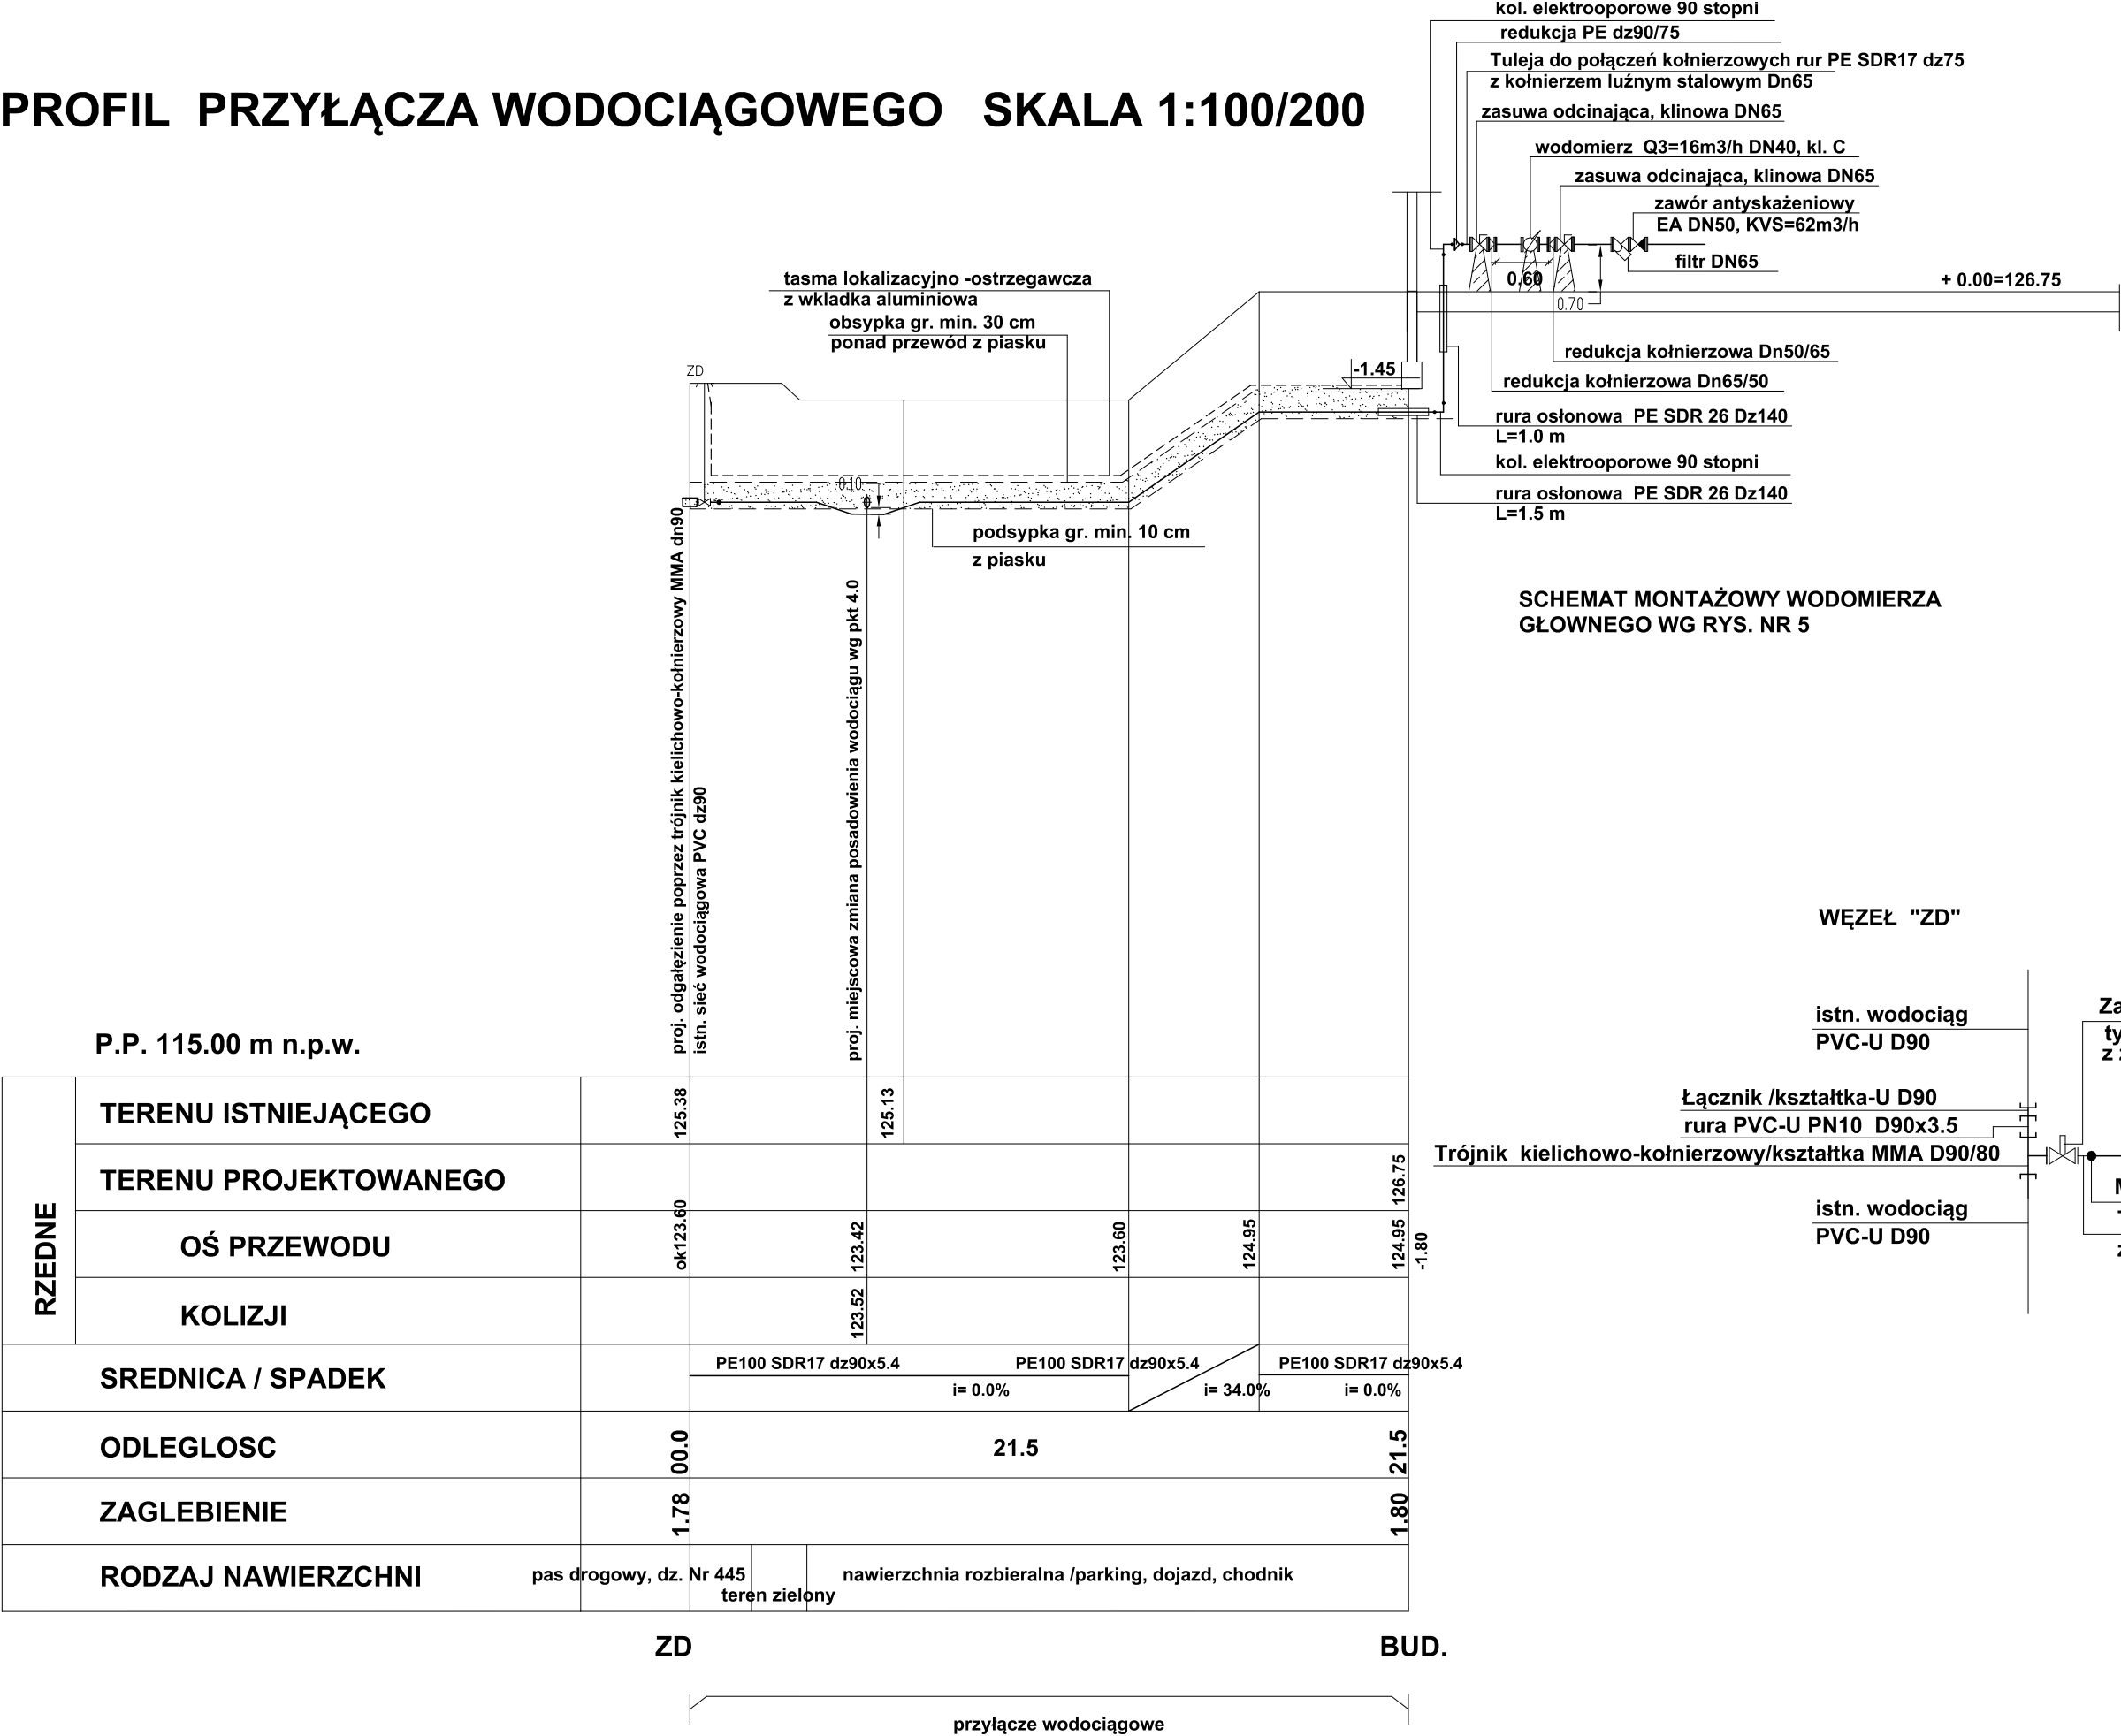 kol. elektrooporowe 90 stopni
redukcja PE dz90/75
Tuleja do połączeń kołnierzowych rur PE SDR17 dz75
z kołnierzem luźnym stalowym Dn65
PROFIL PRZYŁĄCZA WODOCIĄGOWEGO SKALA 1:100/200
zasuwa odcinająca, klinowa DN65
wodomierz Q3=16m3/h DN40, kl. C
zasuwa odcinająca, klinowa DN65
zawór antyskażeniowy
EA DN50, KVS=62m3/h
filtr DN65
0.60
0.70
+ 0.00=126.75
tasma lokalizacyjno -ostrzegawcza
z wkladka aluminiowa
obsypka gr. min. 30 cm
ponad przewód z piasku
ZD
-1.45
redukcja kołnierzowa Dn50/65
redukcja kołnierzowa Dn65/50
rura osłonowa PE SDR 26 Dz140
L=1.0 m
kol. elektrooporowe 90 stopni
rura osłonowa PE SDR 26 Dz140
L=1.5 m
0.10
podsypka gr. min. 10 cm
z piasku
proj. odgałęzienie poprzez trójnik kielichowo-kołnierzowy MMA dn90
istn. sieć wodociągowa PVC dz90
proj. miejscowa zmiana posadowienia wodociągu wg pkt 4.0
SCHEMAT MONTAŻOWY WODOMIERZA
GŁOWNEGO WG RYS. NR 5
WĘZEŁ "ZD"
istn. wodociąg
PVC-U D90
Łącznik /kształtka-U D90
rura PVC-U PN10 D90x3.5
Trójnik kielichowo-kołnierzowy/kształtka MMA D90/80
istn. wodociąg
PVC-U D90
Za
ty
z
P.P. 115.00 m n.p.w.
RZEDNE
TERENU ISTNIEJĄCEGO
125.38
125.13
TERENU PROJEKTOWANEGO
126.75
OŚ PRZEWODU
ok123.60
123.42
123.60
124.95
124.95
-1.80
KOLIZJI
123.52
SREDNICA / SPADEK
PE100 SDR17 dz90x5.4
PE100 SDR17 dz90x5.4
PE100 SDR17 dz90x5.4
i= 0.0%
i= 34.0%
i= 0.0%
ODLEGLOSC
00.0
21.5
21.5
ZAGLEBIENIE
1.78
1.80
RODZAJ NAWIERZCHNI
pas drogowy, dz. Nr 445
teren zielony
nawierzchnia rozbieralna /parking, dojazd, chodnik
ZD
BUD.
przyłącze wodociągowe